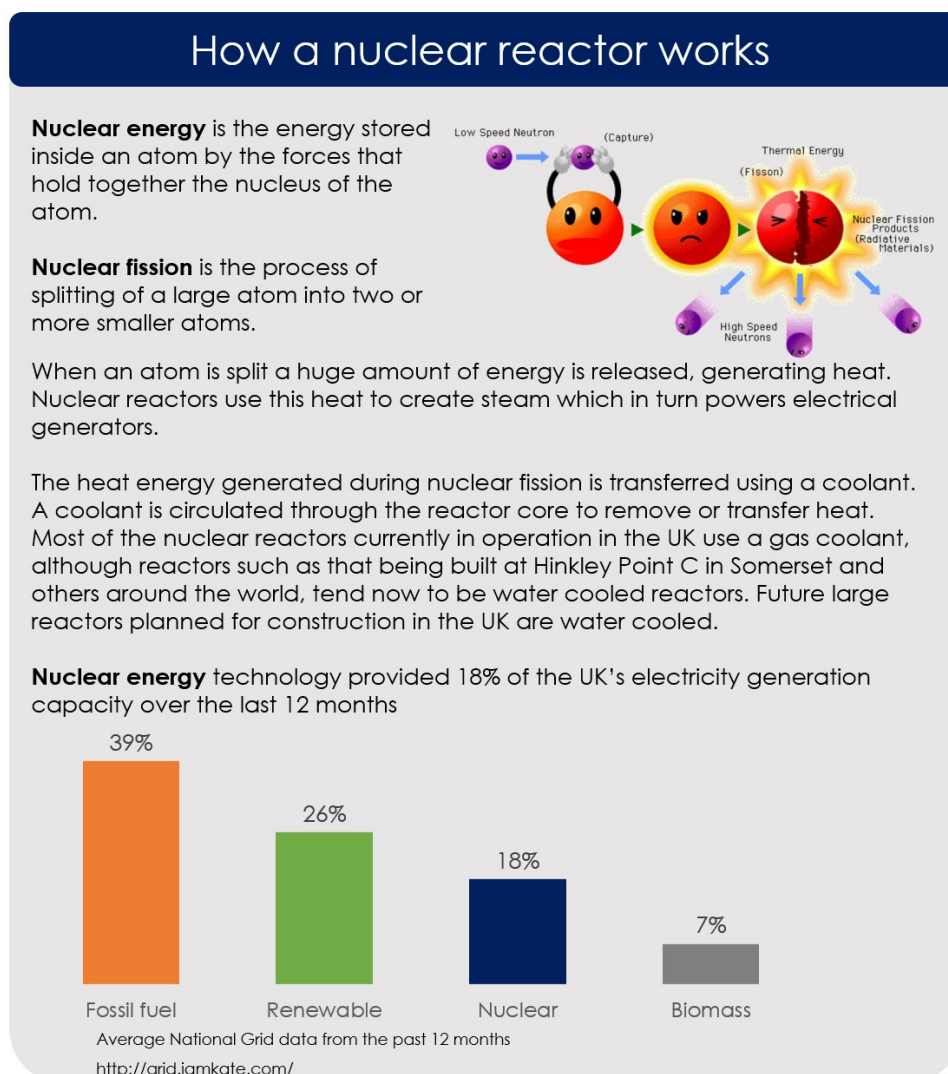 How a nuclear reactor works
Nuclear energy is the energy stored
inside an atom by the forces that
hold together the nucleus of the
atom.
Low Speed Neutron
(Capture)
Thermal Energy
(Fisson)
Nuclear Fission
Products
(Radiative
Materials)
High Speed
Neutrons
Nuclear fission is the process of
splitting of a large atom into two or
more smaller atoms.
When an atom is split a huge amount of energy is released, generating heat.
Nuclear reactors use this heat to create steam which in turn powers electrical
generators.
The heat energy generated during nuclear fission is transferred using a coolant.
A coolant is circulated through the reactor core to remove or transfer heat.
Most of the nuclear reactors currently in operation in the UK use a gas coolant,
although reactors such as that being built at Hinkley Point C in Somerset and
others around the world, tend now to be water cooled reactors. Future large
reactors planned for construction in the UK are water cooled.
Nuclear energy technology provided 18% of the UK's electricity generation
capacity over the last 12 months
39%
26%
18%
7%
Fossil fuel
Renewable
Nuclear
Biomass
Average National Grid data from the past 12 months
http://grid.iamkate.com/